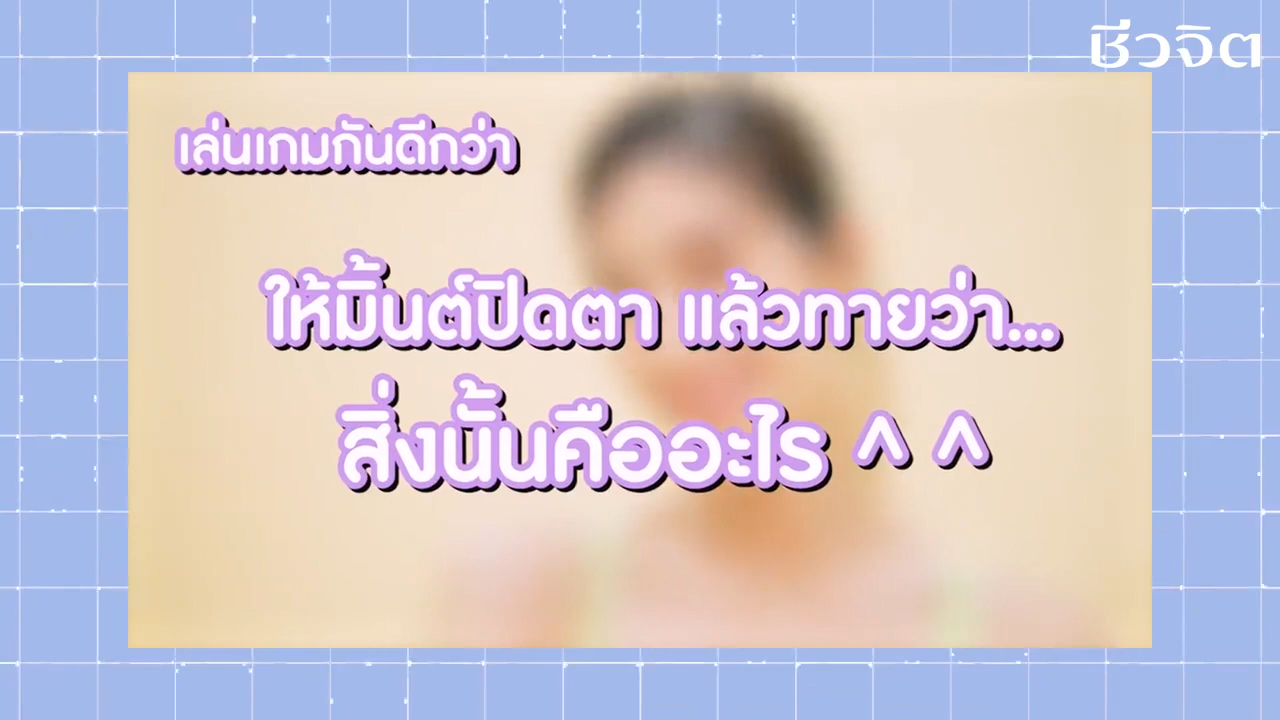 ชีวจิต
เล่นเกมกันดีกว่า
ให้มิ้นต์ปิดตา แล้วทายว่า...
สิ่งนั้นคืออะไร ^ ^